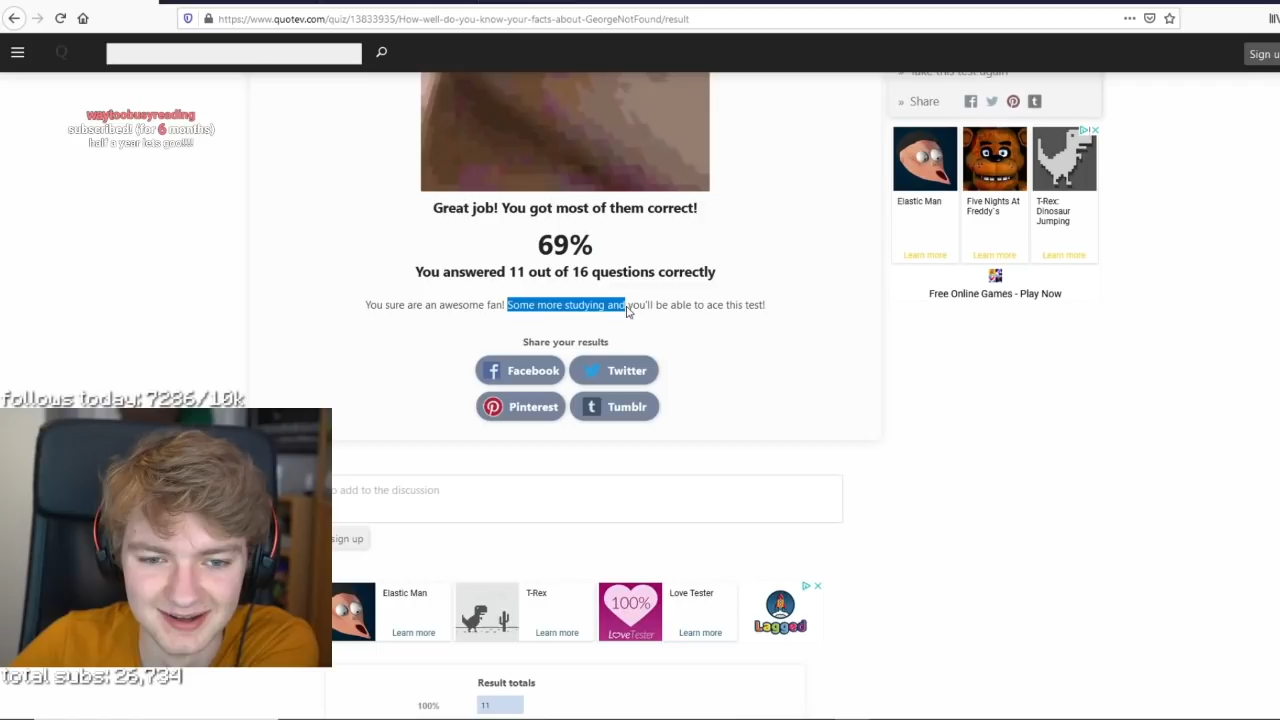 https://www.quotev.com/quiz/13833935/How-well-do-you-know-your-facts-about-GeorgeNotFound/result
Q
Sign u
waytoobusyreading
subscribed! (for 6 months)
half a year lets goo!!!
Great job! You got most of them correct!
69%
You answered 11 out of 16 questions correctly
You sure are an awesome fan! Some more studying and you'll be able to ace this test!
Share your results
Facebook
Twitter
Pinterest
Tumblr
» Take this test again
» Share
Elastic Man
Five Nights At Freddy`s
T-Rex: Dinosaur Jumping
Learn more
Learn more
Learn more
Free Online Games - Play Now
follows today: 7286/10k
to add to the discussion
sign up
Elastic Man
Learn more
T-Rex
Learn more
100%
LoveTester
Love Tester
Learn more
Lagged
total subs: 26,734
Result totals
100%
11